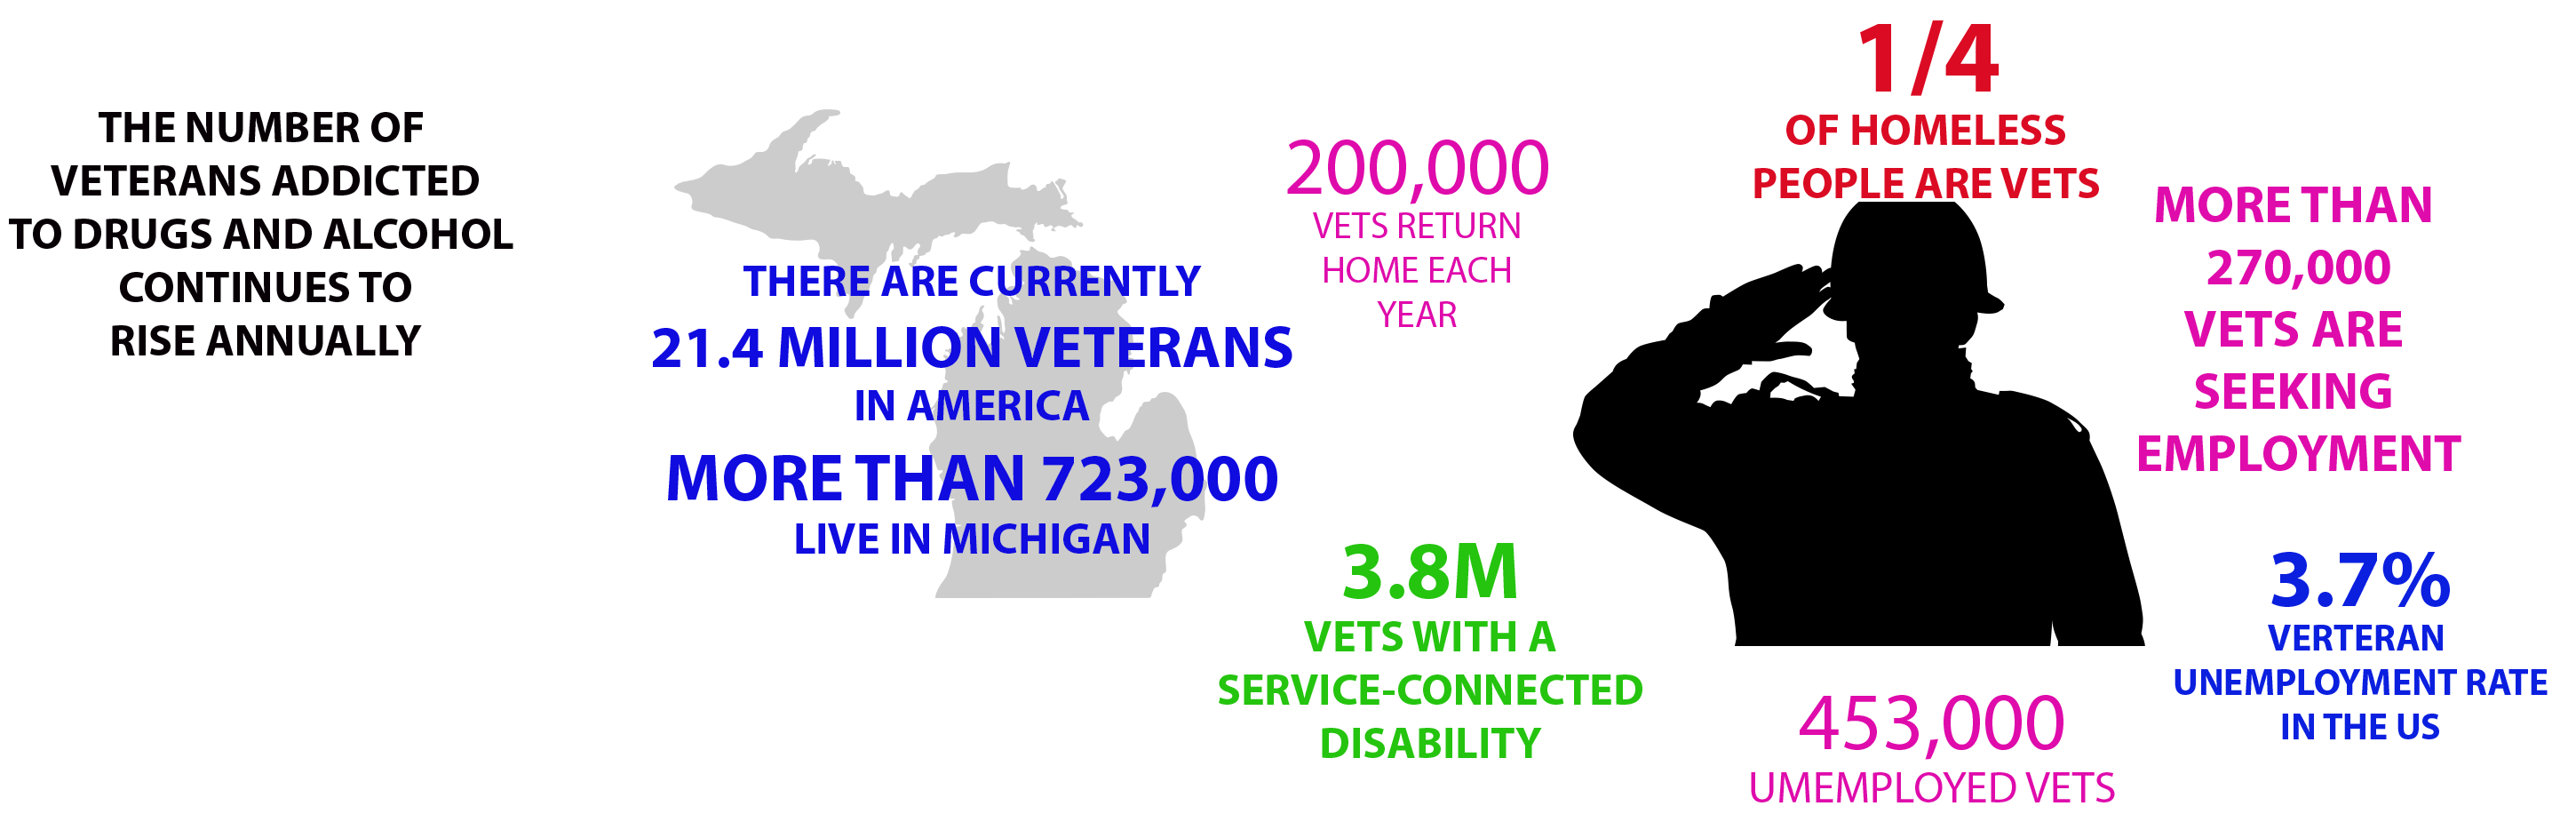 THE NUMBER OF
VETERANS ADDICTED
TO DRUGS AND ALCOHOL
CONTINUES TO
RISE ANNUALLY
THERE ARE CURRENTLY
21.4 MILLION VETERANS
IN AMERICA
MORE THAN 723,000
LIVE IN MICHIGAN
200,000
VETS RETURN
HOME EACH
YEAR
3.8M
VETS WITH A
SERVICE-CONNECTED
DISABILITY
1/4
OF HOMELESS
PEOPLE ARE VETS
453,000
UMEMPLOYED VETS
MORE THAN
270,000
VETS ARE
SEEKING
EMPLOYMENT
3.7%
VERTERAN
UNEMPLOYMENT RATE
IN THE US